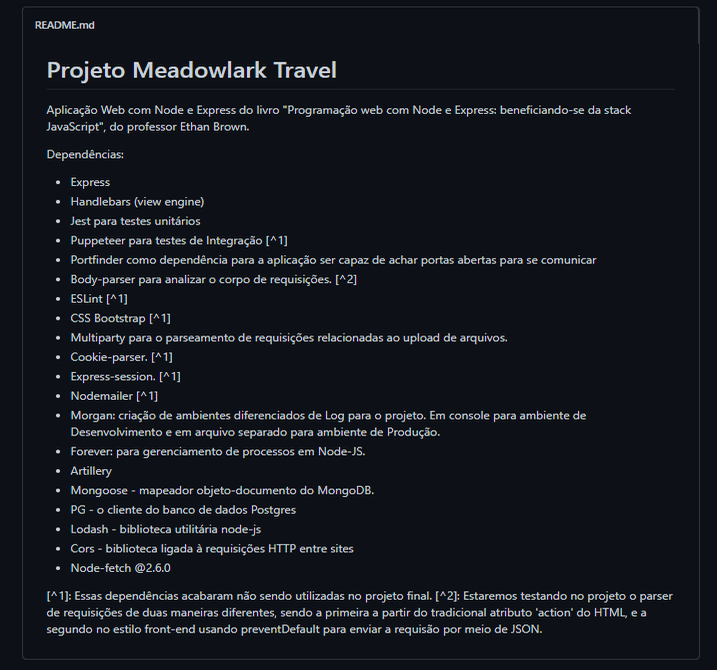 README.md
Projeto Meadowlark Travel
Aplicação Web com Node e Express do livro "Programação web com Node e Express: beneficiando-se da stack
JavaScript", do professor Ethan Brown.
Dependências:
• Express
• Handlebars (view engine)
• Jest para testes unitários
• Puppeteer para testes de Integração [^1]
• Portfinder como dependência para a aplicação ser capaz de achar portas abertas para se comunicar
• Body-parser para analizar o corpo de requisições. [^2]
• ESLint [^1]
• CSS Bootstrap [^1]
• Multiparty para o parseamento de requisições relacionadas ao upload de arquivos.
• Cookie-parser. [^1]
• Express-session. [^1]
• Nodemailer [^1]
• Morgan: criação de ambientes diferenciados de Log para o projeto. Em console para ambiente de
Desenvolvimento e em arquivo separado para ambiente de Produção.
• Forever: para gerenciamento de processos em Node-JS.
• Artillery
• Mongoose - mapeador objeto-documento do MongoDB.
• PG - o cliente do banco de dados Postgres
• Lodash - biblioteca utilitária node-js
• Cors - biblioteca ligada à requisições HTTP entre sites
• Node-fetch @2.6.0
[^1]: Essas dependências acabaram não sendo utilizadas no projeto final. [^2]: Estaremos testando no projeto o parser
de requisições de duas maneiras diferentes, sendo a primeira a partir do tradicional atributo 'action' do HTML, e a
segundo no estilo front-end usando preventDefault para enviar a requisão por meio de JSON.